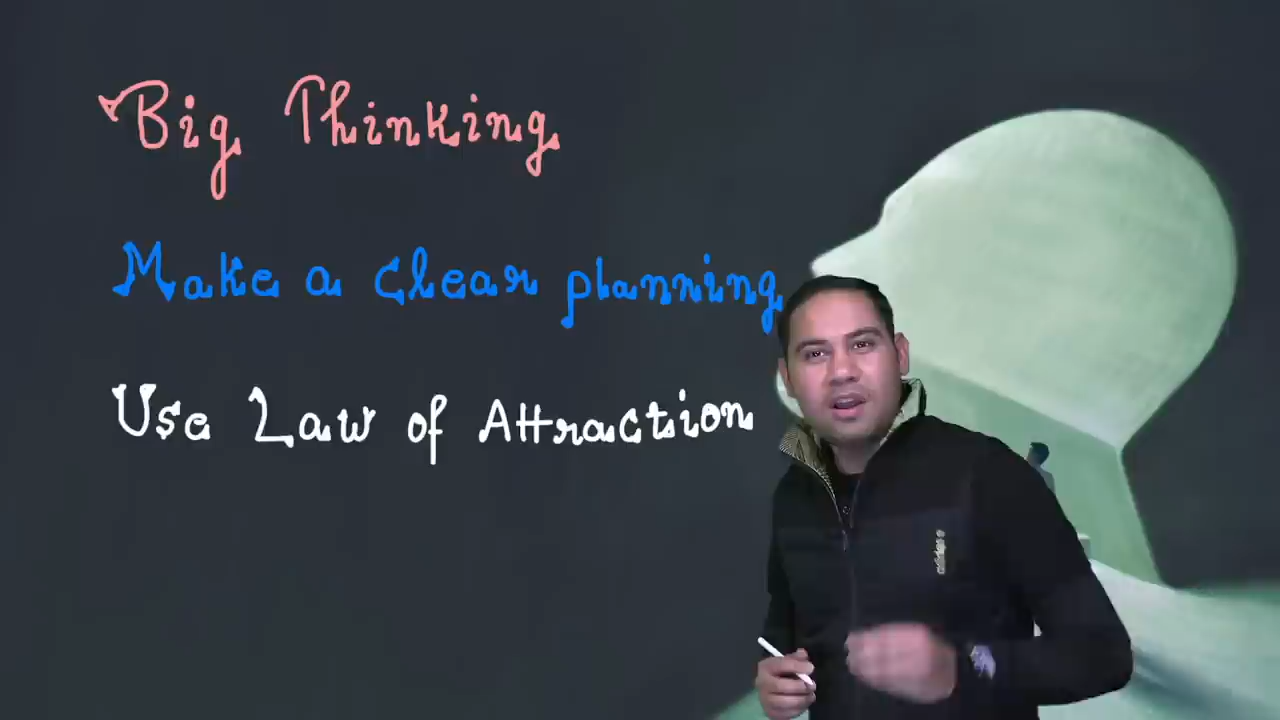 Big Thinking
Make a clear planning
Use Law of Attraction